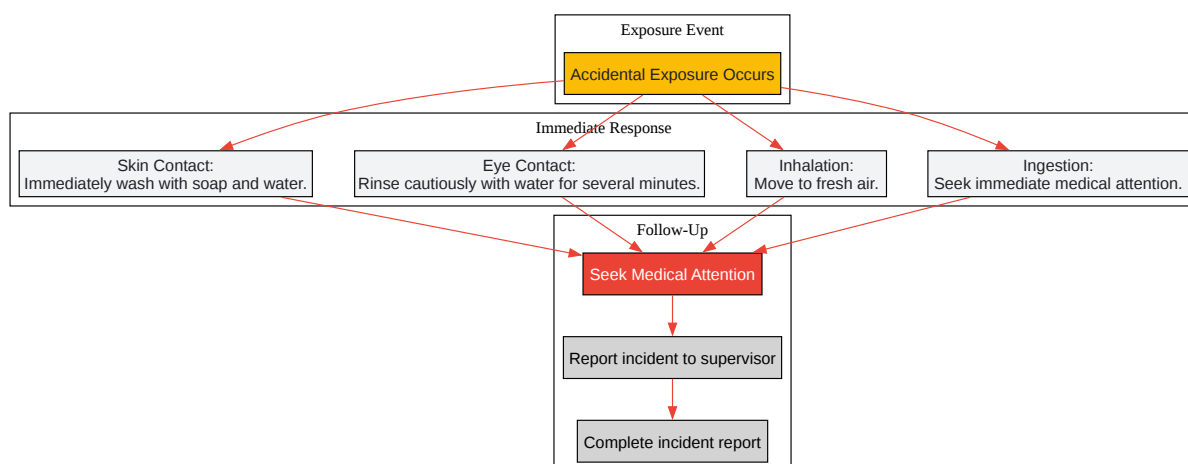 Exposure Event
Accidental Exposure Occurs
Immediate Response
Skin Contact:
Immediately wash with soap and water.
Eye Contact:
Rinse cautiously with water for several minutes.
Inhalation:
Move to fresh air.
Ingestion:
Seek immediate medical attention.
Follow-Up
Seek Medical Attention
Report incident to supervisor
Complete incident report